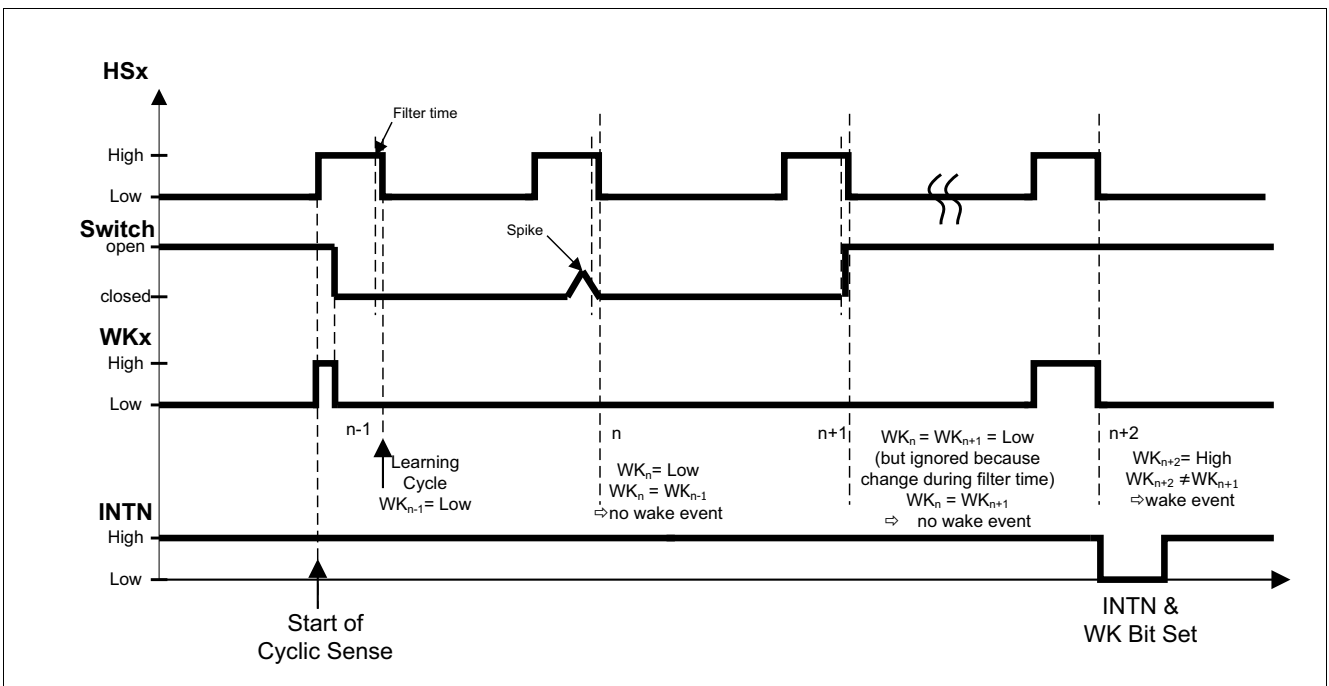 HSx
Filter time
High
Low
Switch
open
Spike
closed
WKx
High
Low
n-1
n
n+1
n+2
Learning
Cycle
WKn-1= Low
WKn= Low
WKn = WKn-1
⇨no wake event
WKn = WKn+1 = Low
(but ignored because
change during filter time)
WKn = WKn+1
⇨ no wake event
WKn+2= High
WKn+2 ≠WKn+1
⇨wake event
INTN
High
Low
Start of
Cyclic Sense
INTN &
WK Bit Set